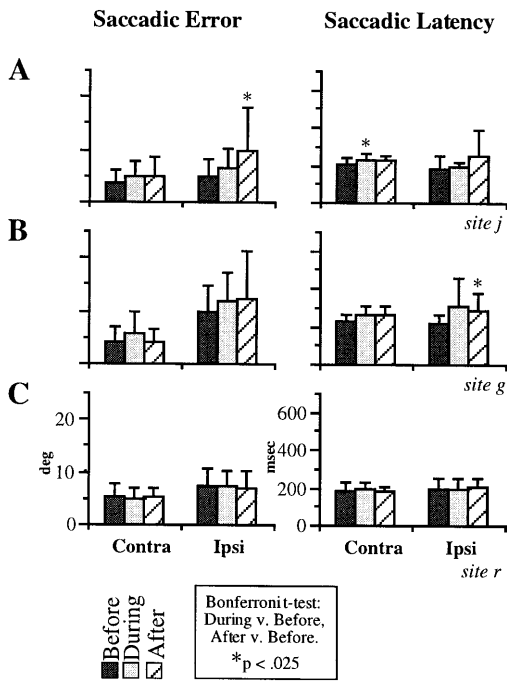 Saccadic Error Saccadic Latency
A
*
*
site j
B
*
site g
C
20
10
0
deg
600
400
200
0
msec
Contra Ipsi
Contra Ipsi
site r
Before
During
After
Bonferroni t-test:
During v. Before,
After v. Before.
*p < .025